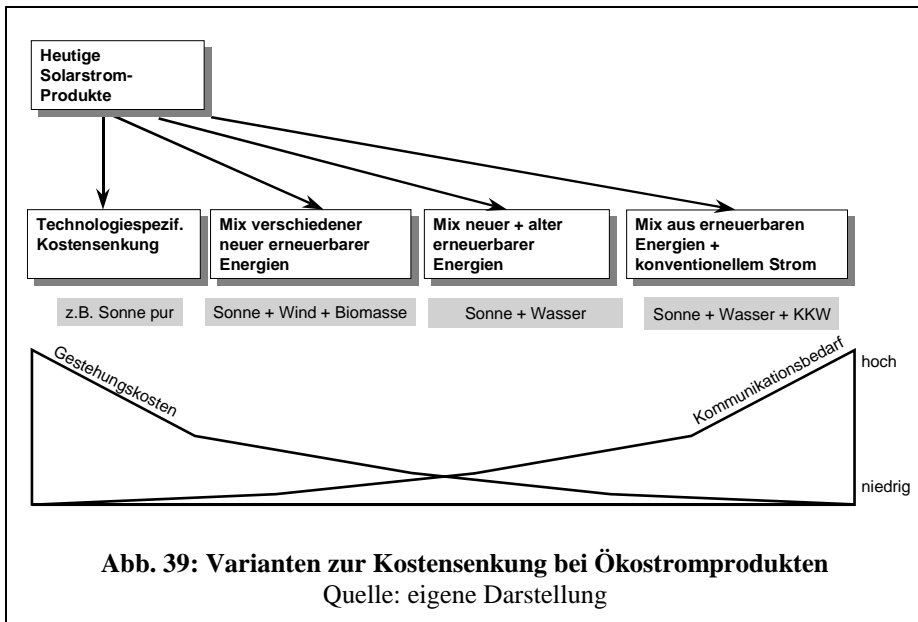 Heutige
Solarstrom-
Produkte
Technologiespezif.
Kostensenkung
Mix verschiedener
neuer erneuerbarer
Energien
Mix neuer + alter
erneuerbarer
Energien
Mix aus erneuerbaren
Energien +
konventionellem Strom
z.B. Sonne pur
Sonne + Wind + Biomasse
Sonne + Wasser
Sonne + Wasser + KKW
Gestehungskosten
Kommunikationsbedarf
hoch
niedrig
Abb. 39: Varianten zur Kostensenkung bei Ökostromprodukten
Quelle: eigene Darstellung